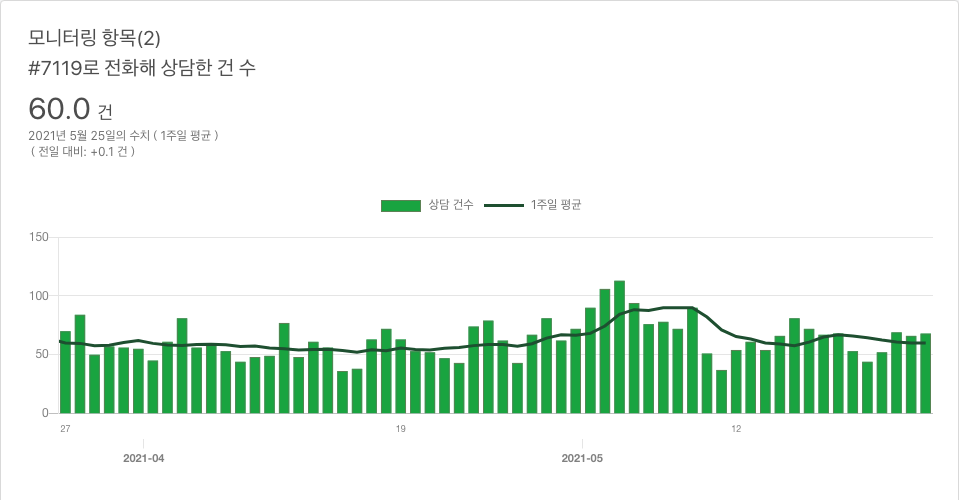 모니터링 항목(2)
#7119로 전화해 상담한 건 수
60.0 건
2021년 5월 25일의 수치 ( 1주일 평균 )
( 전일 대비: +0.1 건 )
상담 건수 1주일 평균
150
100
50
0
27 19 12
2021-04 2021-05